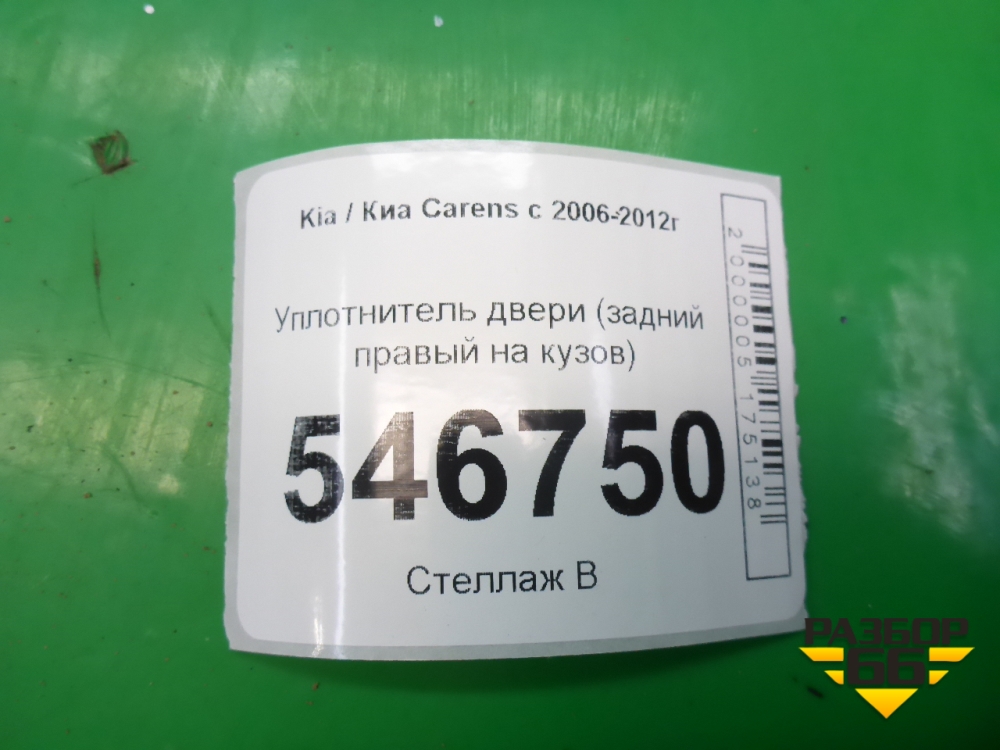 Kia / Киа Carens с 2006-2012г
Уплотнитель двери (задний
правый на кузов)
546750
Стеллаж В
2000005175138
РАЗБОР
66